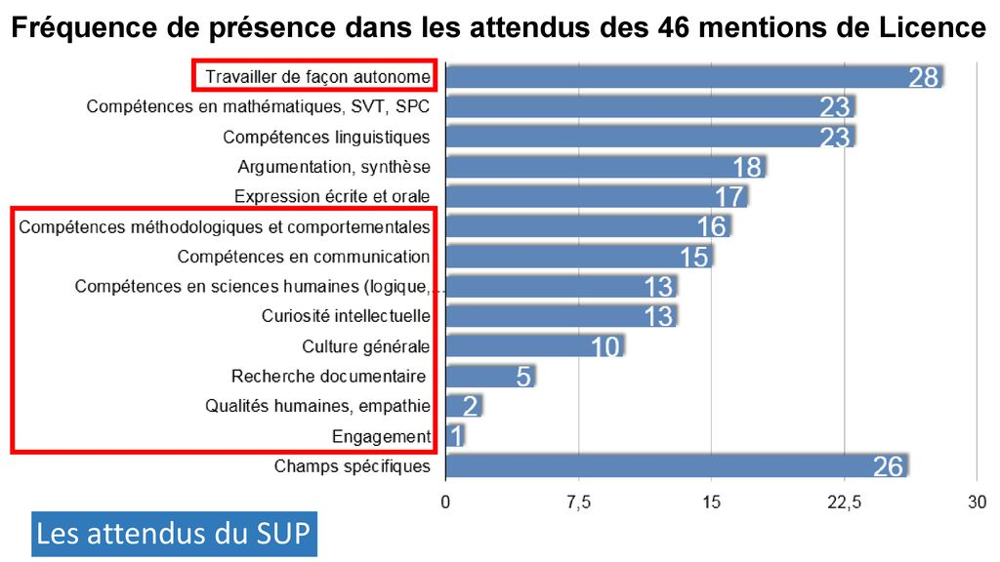 Fréquence de présence dans les attendus des 46 mentions de Licence
Travailler de façon autonome 28
Compétences en mathématiques, SVT, SPC 23
Compétences linguistiques 23
Argumentation, synthèse 18
Expression écrite et orale 17
Compétences méthodologiques et comportementales 16
Compétences en communication 15
Compétences en sciences humaines (logique,... 13
Curiosité intellectuelle 13
Culture générale 10
Recherche documentaire 5
Qualités humaines, empathie 2
Engagement 1
Champs spécifiques 26
0 7,5 15 22,5 30
Les attendus du SUP